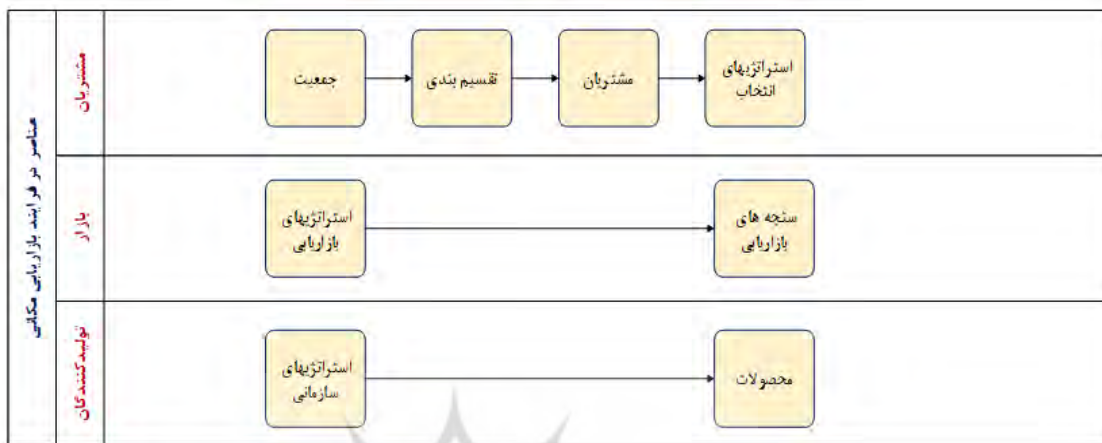 عناصر در فرایند بازاریابی مکانی
مشتریان
جمعیت
تقسیم بندی
مشتریان
استراتژیهای
انتخاب
بازار
استراتژیهای
بازاریابی
سنجه های
بازاریابی
تولیدکنندگان
استراتژیهای
سازمانی
محصولات